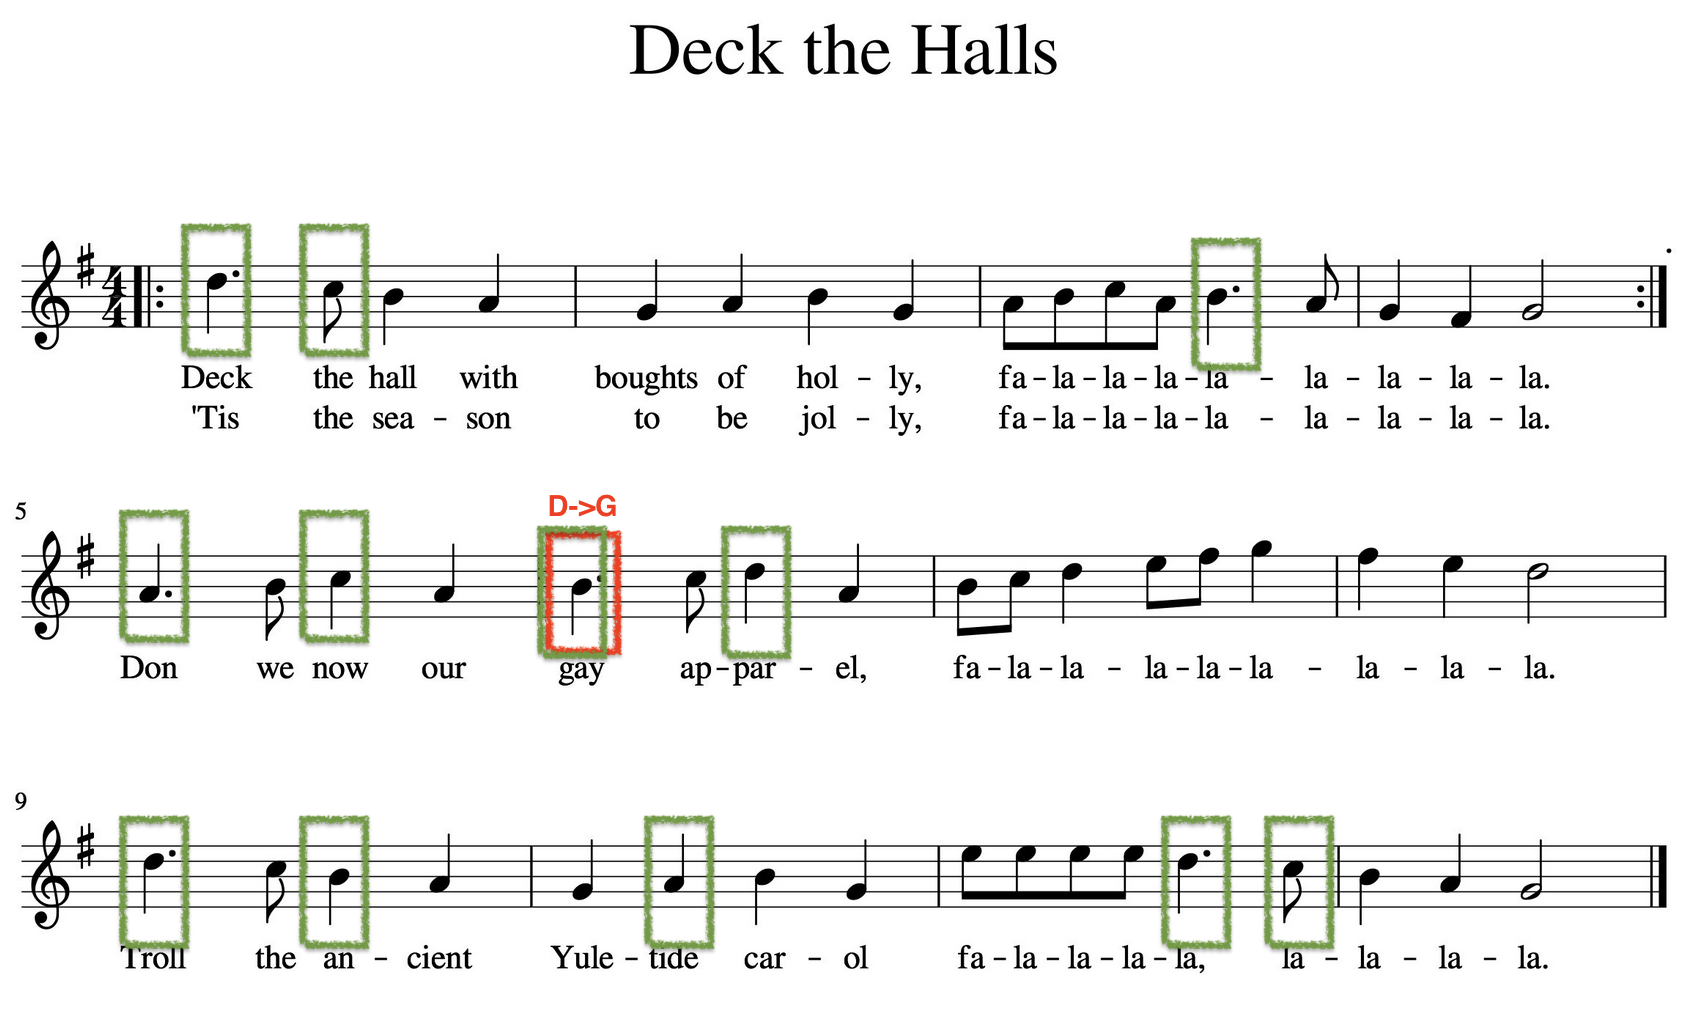 Deck the Halls
4
4
Deck the hall with boughts of hol – ly, fa – la – la – la – la – la – la – la – la.
'Tis the sea – son to be jol – ly, fa – la – la – la – la – la – la – la – la.
D->G
5
Don we now our gay ap – par – el, fa – la – la – la – la – la – la – la – la.
9
Troll the an – cient Yule – tide car – ol fa – la – la – la – la, la – la – la – la.